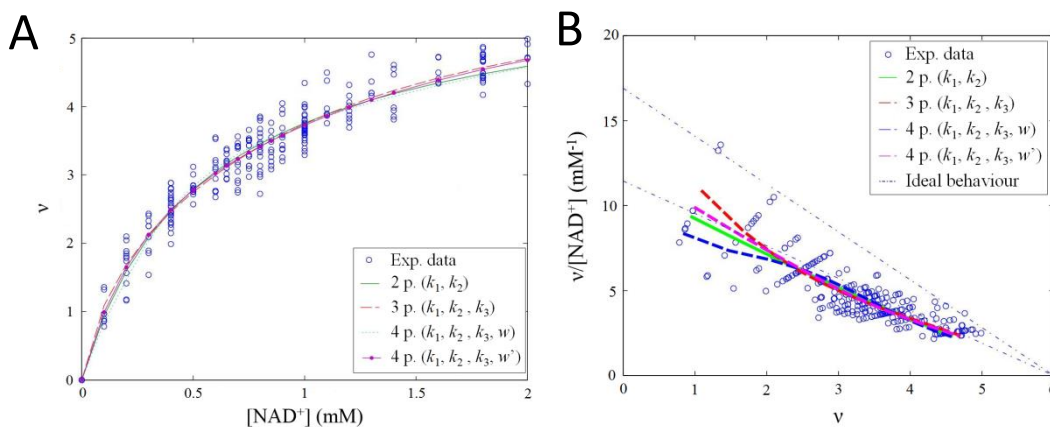 A
5
4
3
2
1
0
0
0.5
1
1.5
2
ν
[NAD⁺] (mM)
Exp. data
2 p. (k₁, k₂)
3 p. (k₁, k₂ , k₃)
4 p. (k₁, k₂ , k₃, w)
4 p. (k₁, k₂ , k₃, w’)
B
20
15
10
5
0
0
1
2
3
4
5
ν/[NAD⁺] (mM⁻¹)
ν
Exp. data
2 p. (k₁, k₂)
3 p. (k₁, k₂ , k₃)
4 p. (k₁, k₂ , k₃, w)
4 p. (k₁, k₂ , k₃, w’)
Ideal behaviour